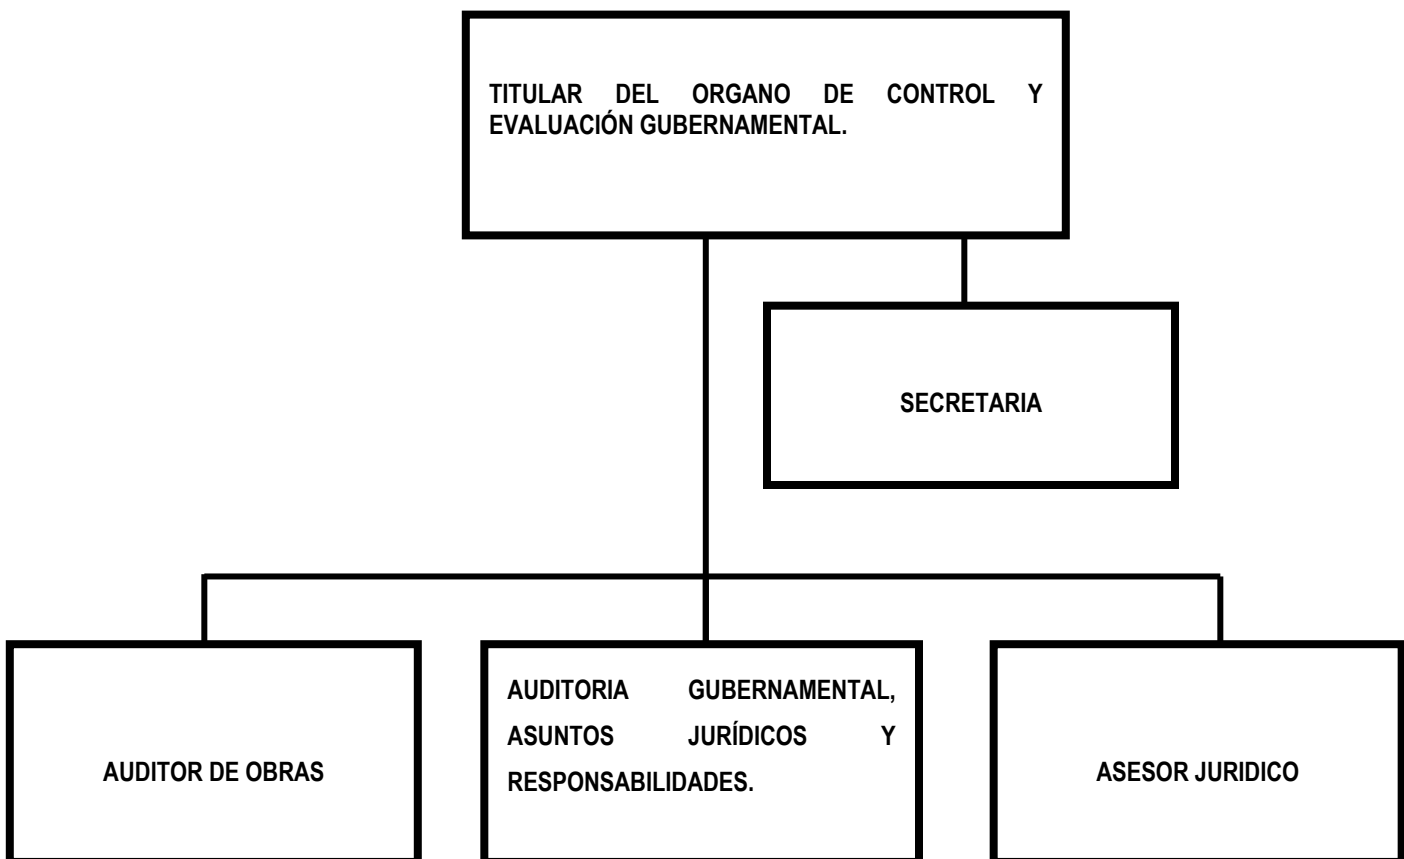 TITULAR DEL ORGANO DE CONTROL Y
EVALUACIÓN GUBERNAMENTAL.
SECRETARIA
AUDITOR DE OBRAS
AUDITORIA GUBERNAMENTAL,
ASUNTOS JURÍDICOS Y
RESPONSABILIDADES.
ASESOR JURIDICO